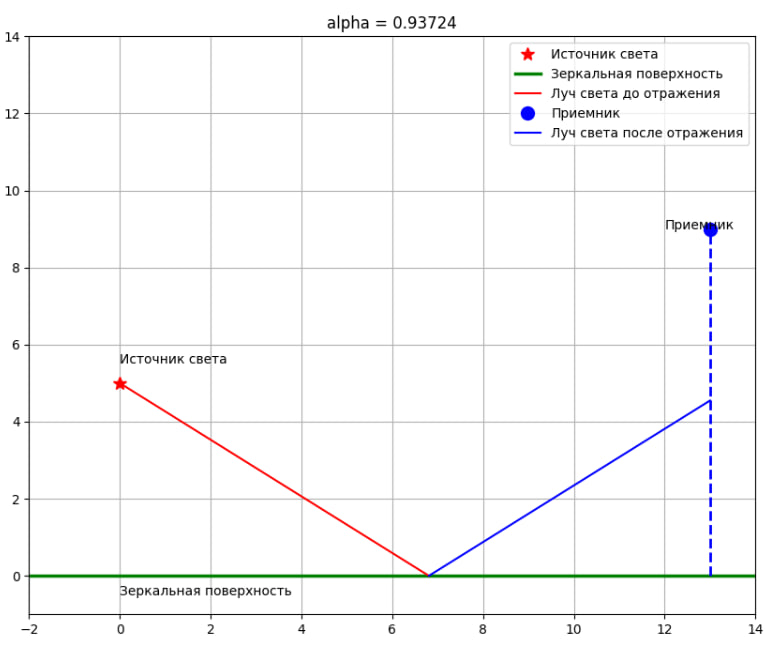 alpha = 0.93724
14
12
10
8
6
4
2
0
Источник света
Зеркальная поверхность
Луч света до отражения
Приемник
Луч света после отражения
Приемник
Источник света
Зеркальная поверхность
−2
0
2
4
6
8
10
12
14